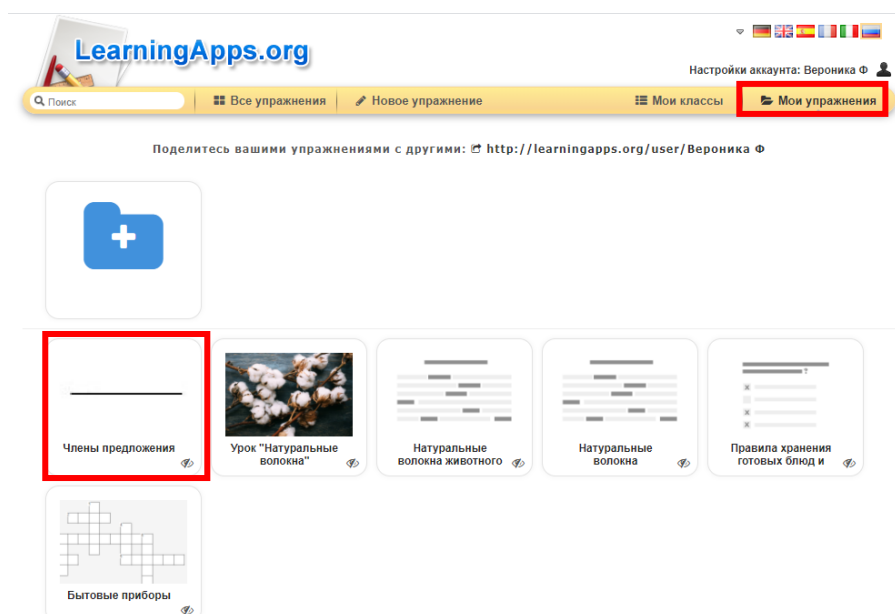 LearningApps.org
Настройки аккаунта: Вероника Ф
Поиск
Все упражнения
Новое упражнение
Мои классы
Мои упражнения
Поделитесь вашими упражнениями с другими: http://learningapps.org/user/Вероника Ф
Члены предложения
Урок "Натуральные
волокна"
Натуральные
волокна животного
Натуральные
волокна
?
Правила хранения
готовых блюд и
Бытовые приборы